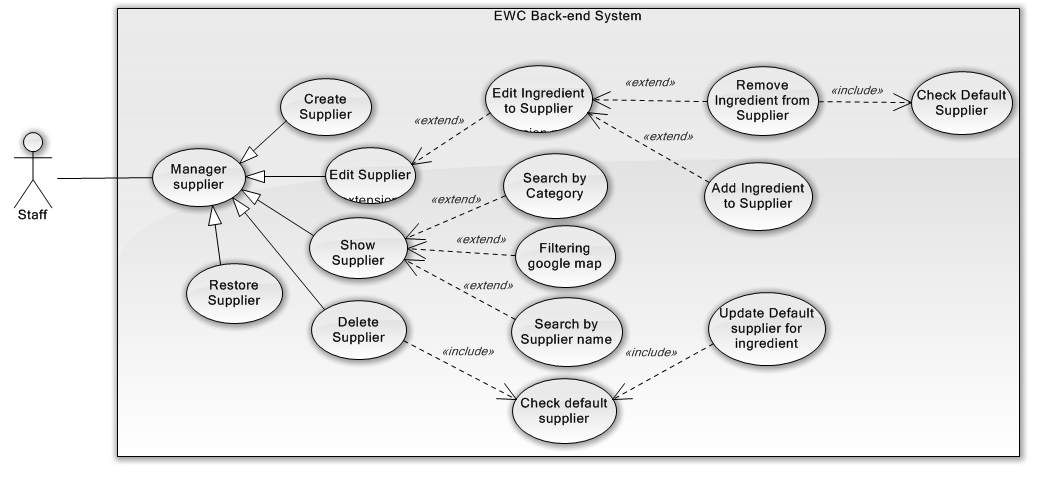 EWC Back-end System
Create
Supplier
Edit Ingredient
to Supplier
«extend»
Remove
Ingredient from
Supplier
«include»
Check Default
Supplier
«extend»
«extend»
Staff
Manager
supplier
Edit Supplier
Search by
Category
Add Ingredient
to Supplier
«extend»
Show
Supplier
«extend»
Filtering
google map
«extend»
Restore
Supplier
Delete
Supplier
Search by
Supplier name
Update Default
supplier for
ingredient
«include»
«include»
Check default
supplier